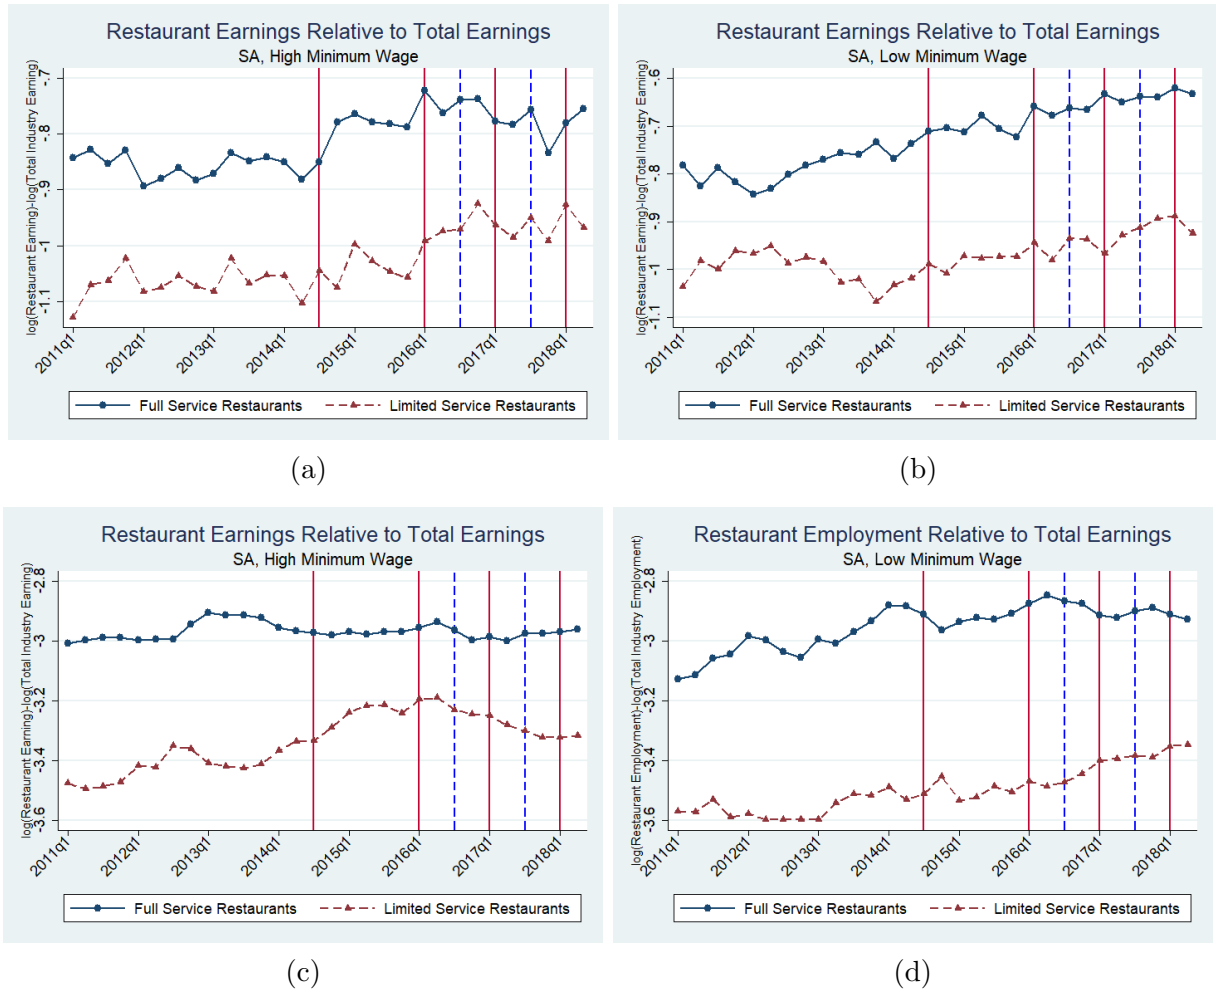 Restaurant Earnings Relative to Total Earnings
SA, High Minimum Wage
log(Restaurant Earning)-log(Total Industry Earning)
-.7
-.8
-.9
-1
-1.1
2011q1
2012q1
2013q1
2014q1
2015q1
2016q1
2017q1
2018q1
Full Service Restaurants
Limited Service Restaurants
(a)
Restaurant Earnings Relative to Total Earnings
SA, Low Minimum Wage
log(Restaurant Earning)-log(Total Industry Earning)
-.6
-.7
-.8
-.9
-1
-1.1
2011q1
2012q1
2013q1
2014q1
2015q1
2016q1
2017q1
2018q1
Full Service Restaurants
Limited Service Restaurants
(b)
Restaurant Earnings Relative to Total Earnings
SA, High Minimum Wage
log(Restaurant Earning)-log(Total Industry Earning)
-2.8
-3
-3.2
-3.4
-3.6
2011q1
2012q1
2013q1
2014q1
2015q1
2016q1
2017q1
2018q1
Full Service Restaurants
Limited Service Restaurants
(c)
Restaurant Employment Relative to Total Earnings
SA, Low Minimum Wage
log(Restaurant Employment)-log(Total Industry Employment)
-2.8
-3
-3.2
-3.4
-3.6
2011q1
2012q1
2013q1
2014q1
2015q1
2016q1
2017q1
2018q1
Full Service Restaurants
Limited Service Restaurants
(d)